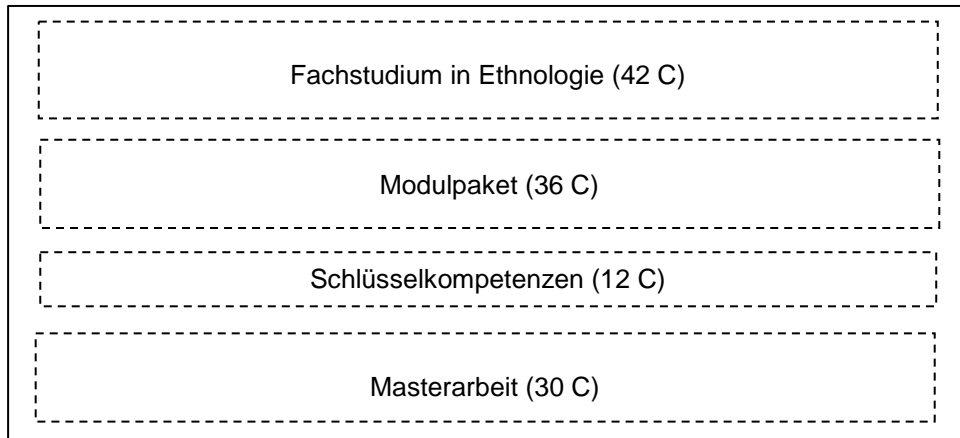 Fachstudium in Ethnologie (42 C)
Modulpaket (36 C)
Schlüsselkompetenzen (12 C)
Masterarbeit (30 C)